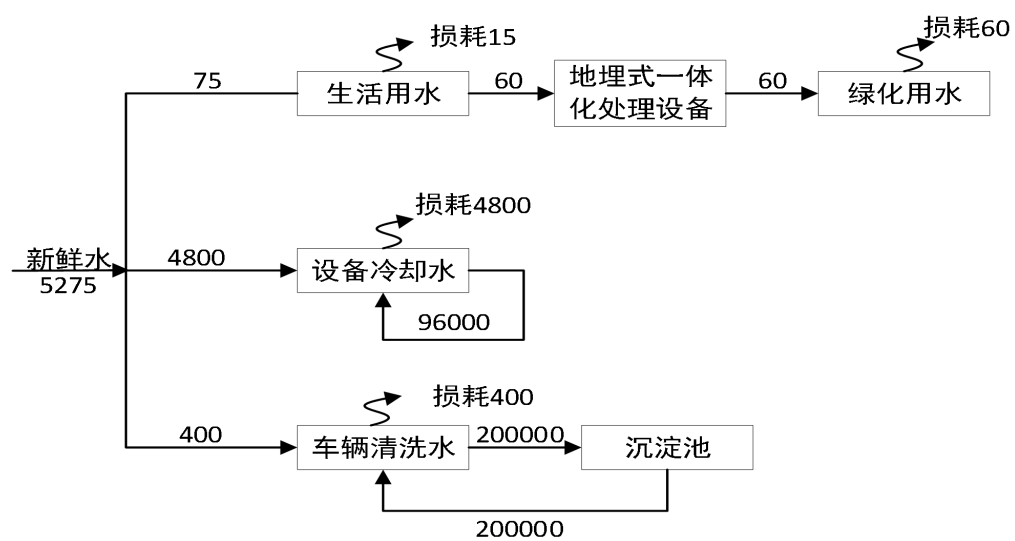 损耗15
损耗60
75
生活用水
60
地埋式一体
化处理设备
60
绿化用水
损耗4800
新鲜水
5275
4800
设备冷却水
96000
损耗400
400
车辆清洗水
200000
沉淀池
200000